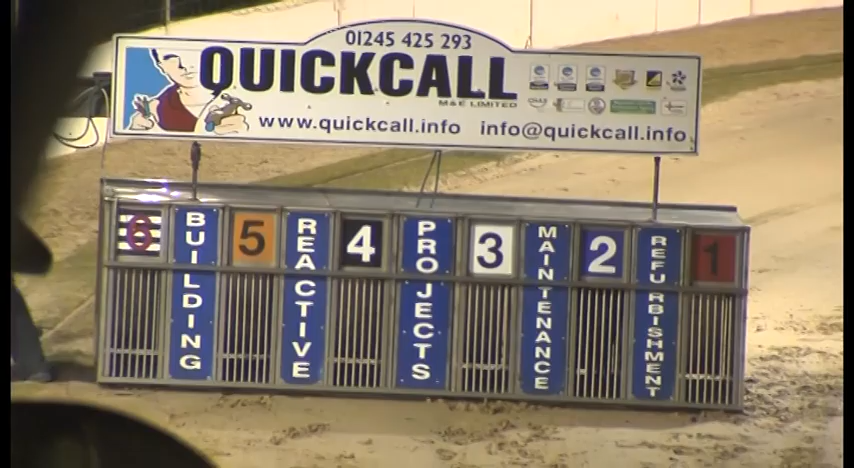 01245 425 293
QUICKCALL
M&E LIMITED
www.quickcall.info info@quickcall.info
CHAS
6 BUILDING 5 REACTIVE 4 PROJECTS 3 MAINTENANCE 2 REFURBISHMENT 1